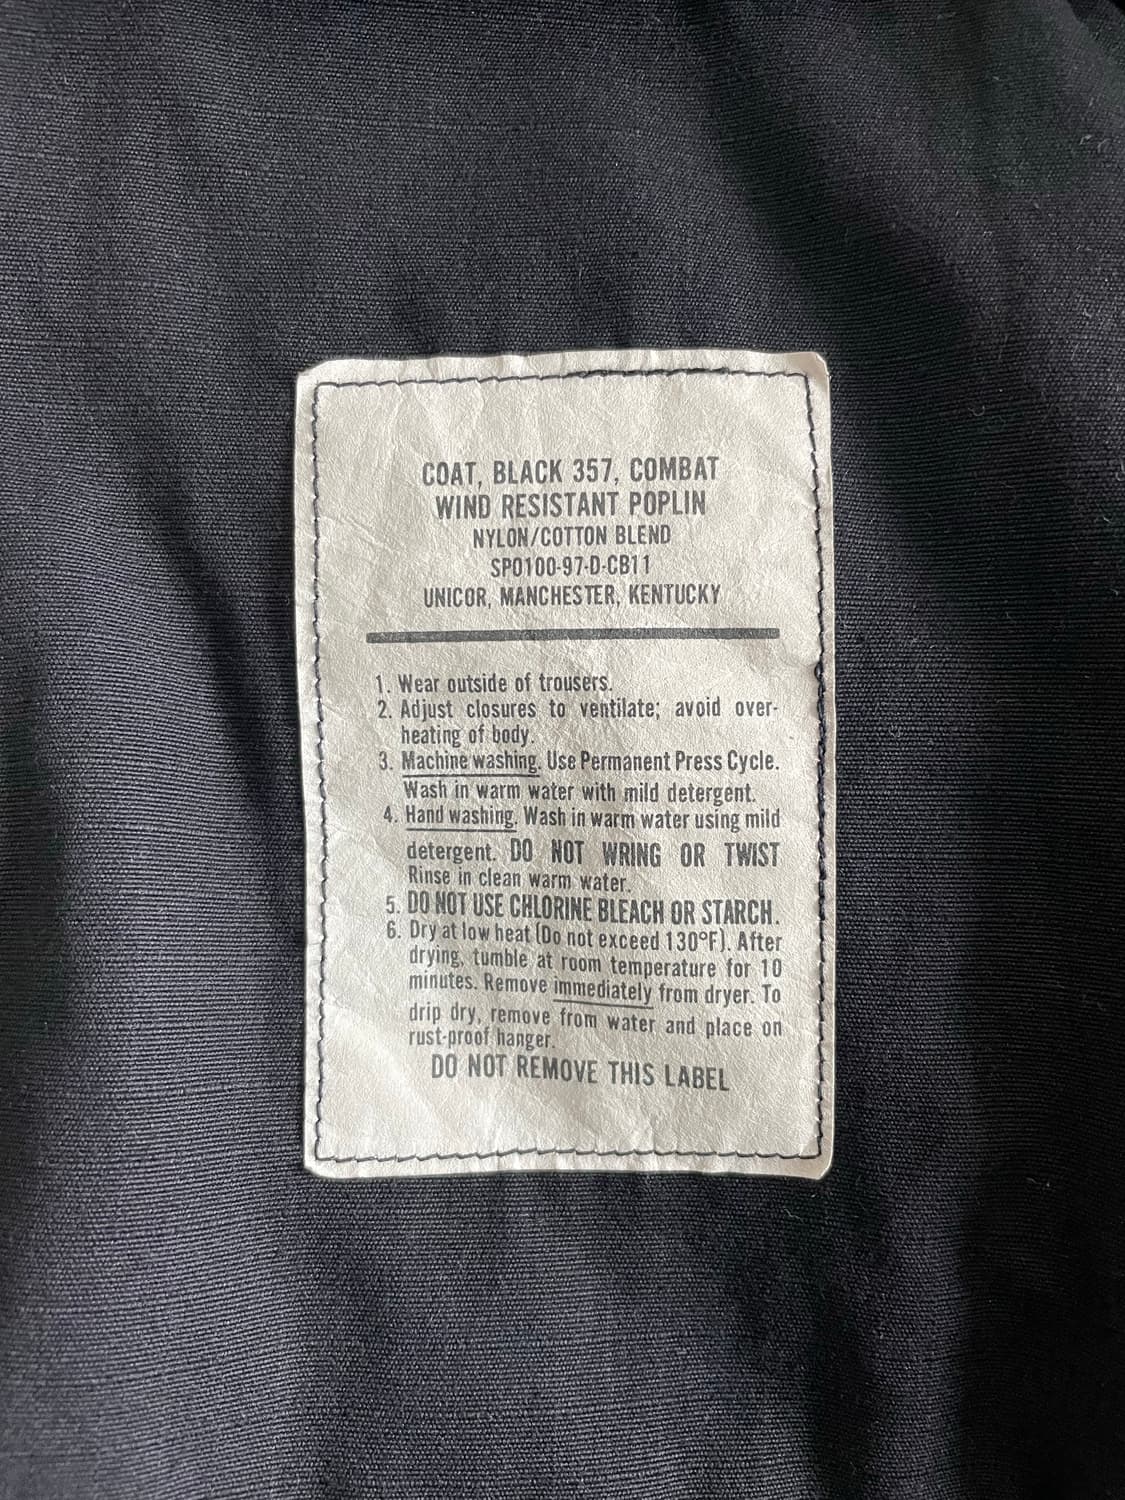 COAT, BLACK 357, COMBAT
WIND RESISTANT POPLIN
NYLON/COTTON BLEND
SPO100-97-D-CB11
UNICOR, MANCHESTER, KENTUCKY
1. Wear outside of trousers.
2. Adjust closures to ventilate; avoid over-
heating of body.
3. Machine washing. Use Permanent Press Cycle.
Wash in warm water with mild detergent.
4. Hand washing. Wash in warm water using mild
detergent. DO NOT WRING OR TWIST
Rinse in clean warm water.
5. DO NOT USE CHLORINE BLEACH OR STARCH.
6. Dry at low heat (Do not exceed 130°F). After
drying, tumble at room temperature for 10
minutes. Remove immediately from dryer. To
drip dry, remove from water and place on
rust-proof hanger.
DO NOT REMOVE THIS LABEL